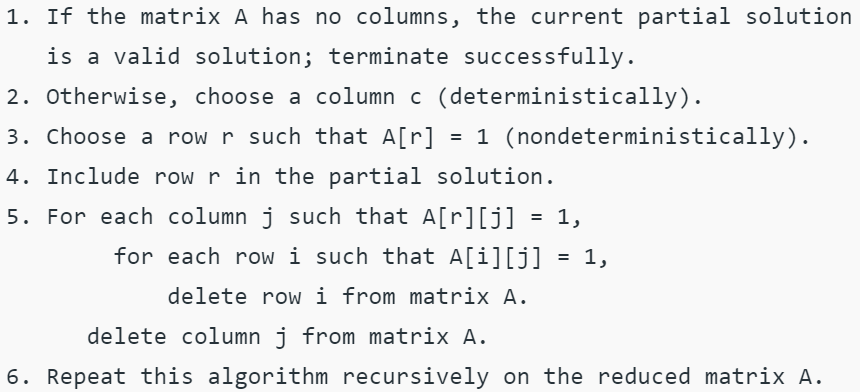 1. If the matrix A has no columns, the current partial solution
is a valid solution; terminate successfully.
2. Otherwise, choose a column c (deterministically).
3. Choose a row r such that A[r] = 1 (nondeterministically).
4. Include row r in the partial solution.
5. For each column j such that A[r][j] = 1,
for each row i such that A[i][j] = 1,
delete row i from matrix A.
delete column j from matrix A.
6. Repeat this algorithm recursively on the reduced matrix A.